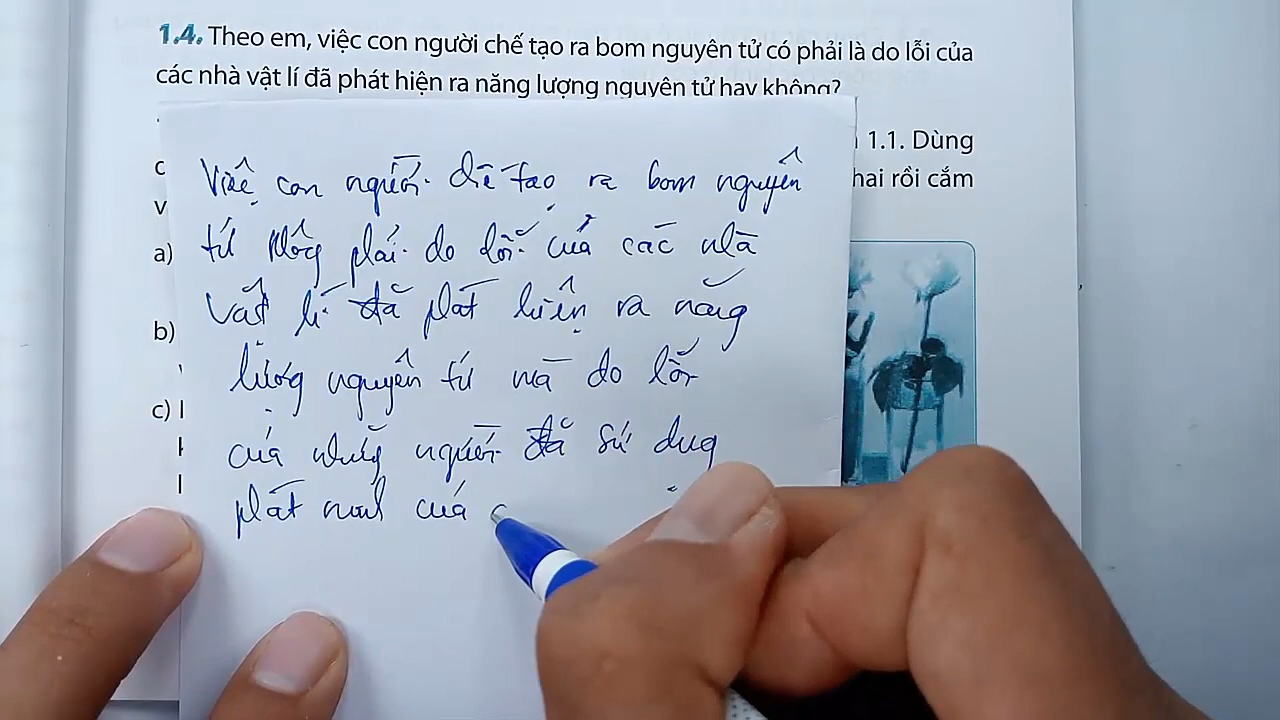 1.4. Theo em, việc con người chế tạo ra bom nguyên tử có phải là do lỗi của
các nhà vật lí đã phát hiện ra năng lượng nguyên tử hay không?
1.1. Dùng
hai rồi cắm
c
v
a)
b)
c)
Việc con người chế tạo ra bom nguyên
tử không phải do lỗi của các nhà
vật lí đã phát hiện ra năng
lượng nguyên tử mà do lỗi
của những người đã sử dụng
phát minh của c